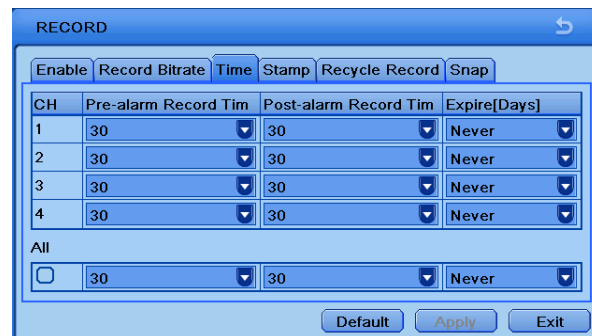 RECORD
Enable Record Bitrate Time Stamp Recycle Record Snap
CH Pre-alarm Record Tim Post-alarm Record Tim Expire[Days]
1 30 30 Never
2 30 30 Never
3 30 30 Never
4 30 30 Never
All
30 30 Never
Default Apply Exit